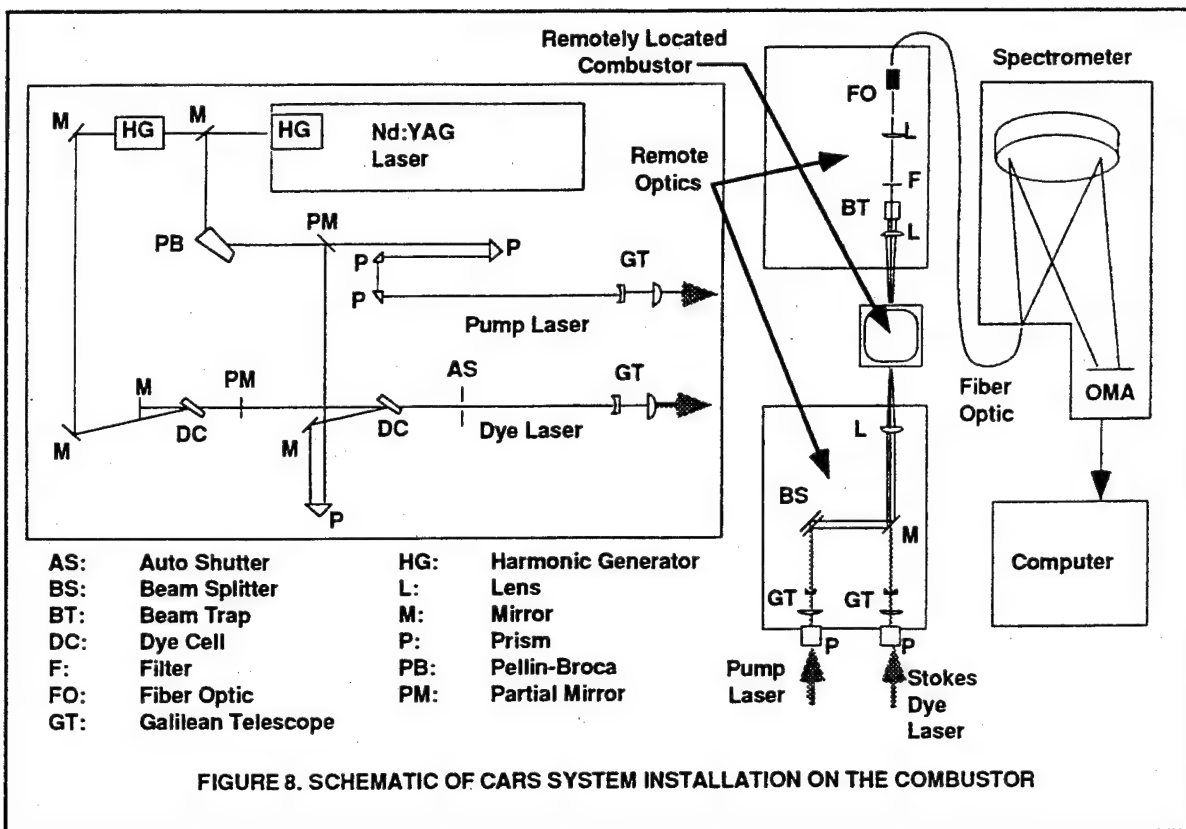 Remotely Located
Combustor
Spectrometer
M
HG
M
HG
Nd:YAG
Laser
FO
L
Remote
Optics
F
BT
L
PB
PM
P
P
P
GT
Pump Laser
M
PM
AS
GT
M
DC
M
DC
Dye Laser
P
Fiber
Optic
OMA
L
BS
M
GT
GT
P
P
Pump
Laser
Stokes
Dye
Laser
Computer
AS: Auto Shutter
BS: Beam Splitter
BT: Beam Trap
DC: Dye Cell
F: Filter
FO: Fiber Optic
GT: Galilean Telescope
HG: Harmonic Generator
L: Lens
M: Mirror
P: Prism
PB: Pellin-Broca
PM: Partial Mirror
FIGURE 8. SCHEMATIC OF CARS SYSTEM INSTALLATION ON THE COMBUSTOR